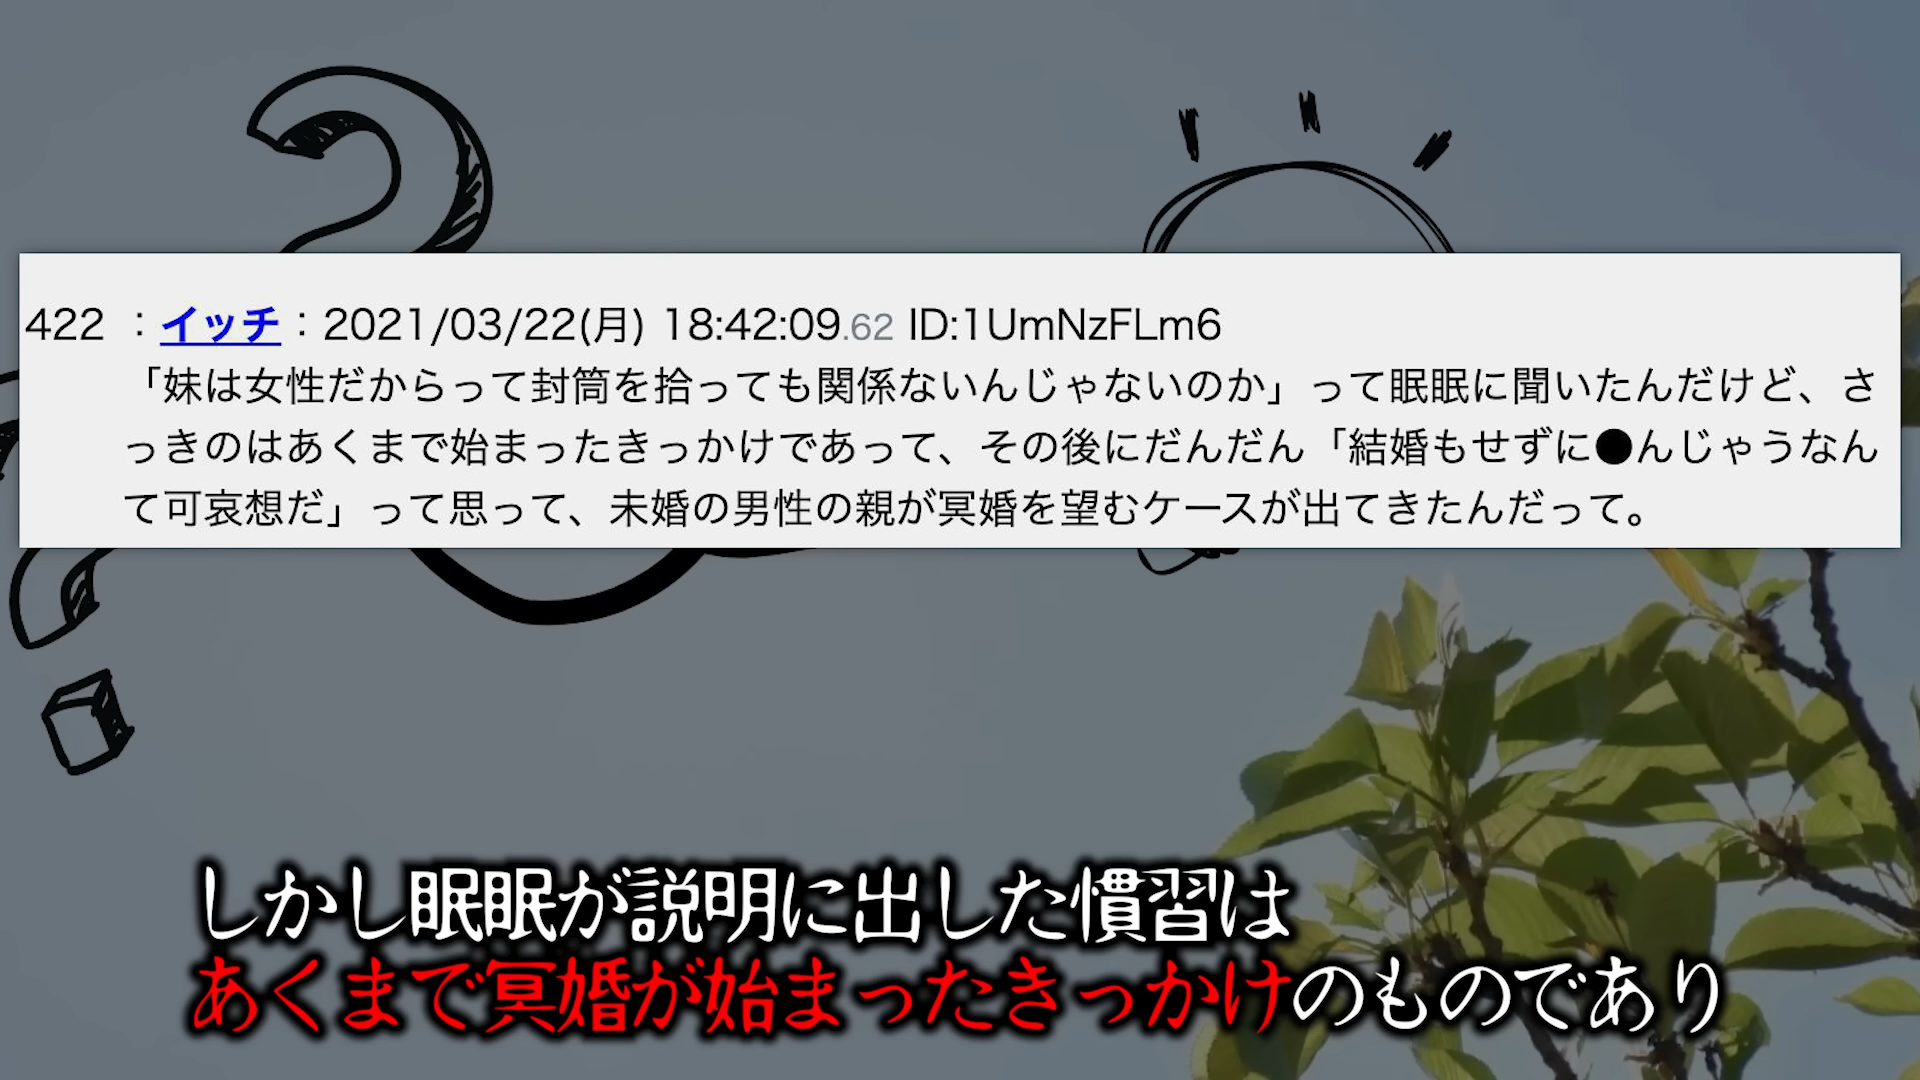 422 ：イッチ：2021/03/22(月) 18:42:09.62 ID:1UmNzFLm6
「妹は女性だからって封筒を拾っても関係ないんじゃないのか」って眠眠に聞いたんだけど、さ
っきのはあくまで始まったきっかけであって、その後にだんだん「結婚もせずに●んじゃうなん
て可哀想だ」って思って、未婚の男性の親が冥婚を望むケースが出てきたんだって。
しかし眠眠が説明に出した慣習は
あくまで冥婚が始まったきっかけのものであり